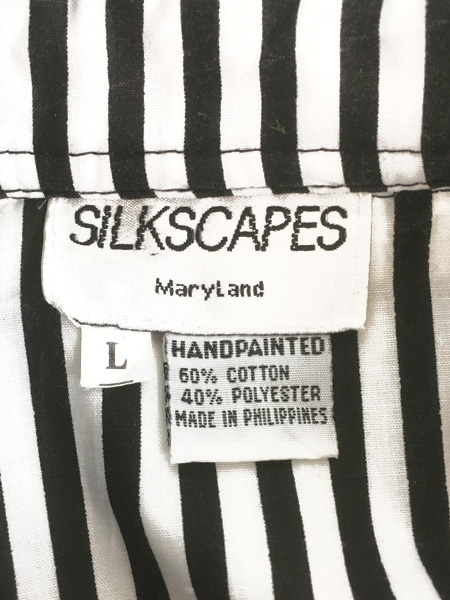 SILKSCAPES
MaryLand
L
HANDPAINTED
60% COTTON
40% POLYESTER
MADE IN PHILIPPINES